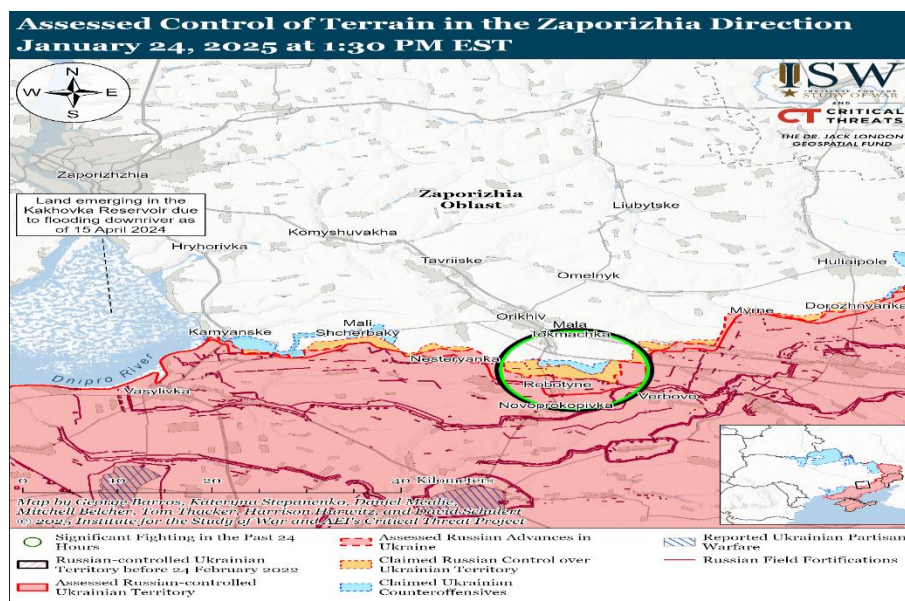 Assessed Control of Terrain in the Zaporizhia Direction
January 24, 2025 at 1:30 PM EST
N
W E
S
ISW
INSTITUTE FOR THE
STUDY OF WAR
AND
CT CRITICAL
THREATS
THE DR. JACK LONDON
GEOSPATIAL FUND
Zaporizhzhia
Land emerging in the
Kakhovka Reservoir due
to flooding downriver as
of 15 April 2024
Zaporizhia
Oblast
Liubytske
Komyshuvakha
Hryhorivka
Tavriiske
Omelnyk
Huliaipole
Orikhiv
Mala
Tokmachka
Myrne
Dorozhnyanka
Mali
Shcherbaky
Kamyanske
Nesteryanka
Robotyne
Dnipro River
Vasylivka
Novoprokopivka
Verbove
0 10 20 40 Kilometers
Map by George Barros, Kateryna Stepanenko, Daniel Mealie,
Mitchell Belcher, Tom Thacker, Harrison Hurwitz, and David Schulert
© 2025 Institute for the Study of War and AEI's Critical Threat Project
Significant Fighting in the Past 24
Hours
Russian-controlled Ukrainian
Territory before 24 February 2022
Assessed Russian-controlled
Ukrainian Territory
Assessed Russian Advances in
Ukraine
Claimed Russian Control over
Ukrainian Territory
Claimed Ukrainian
Counteroffensives
Reported Ukrainian Partisan
Warfare
Russian Field Fortifications